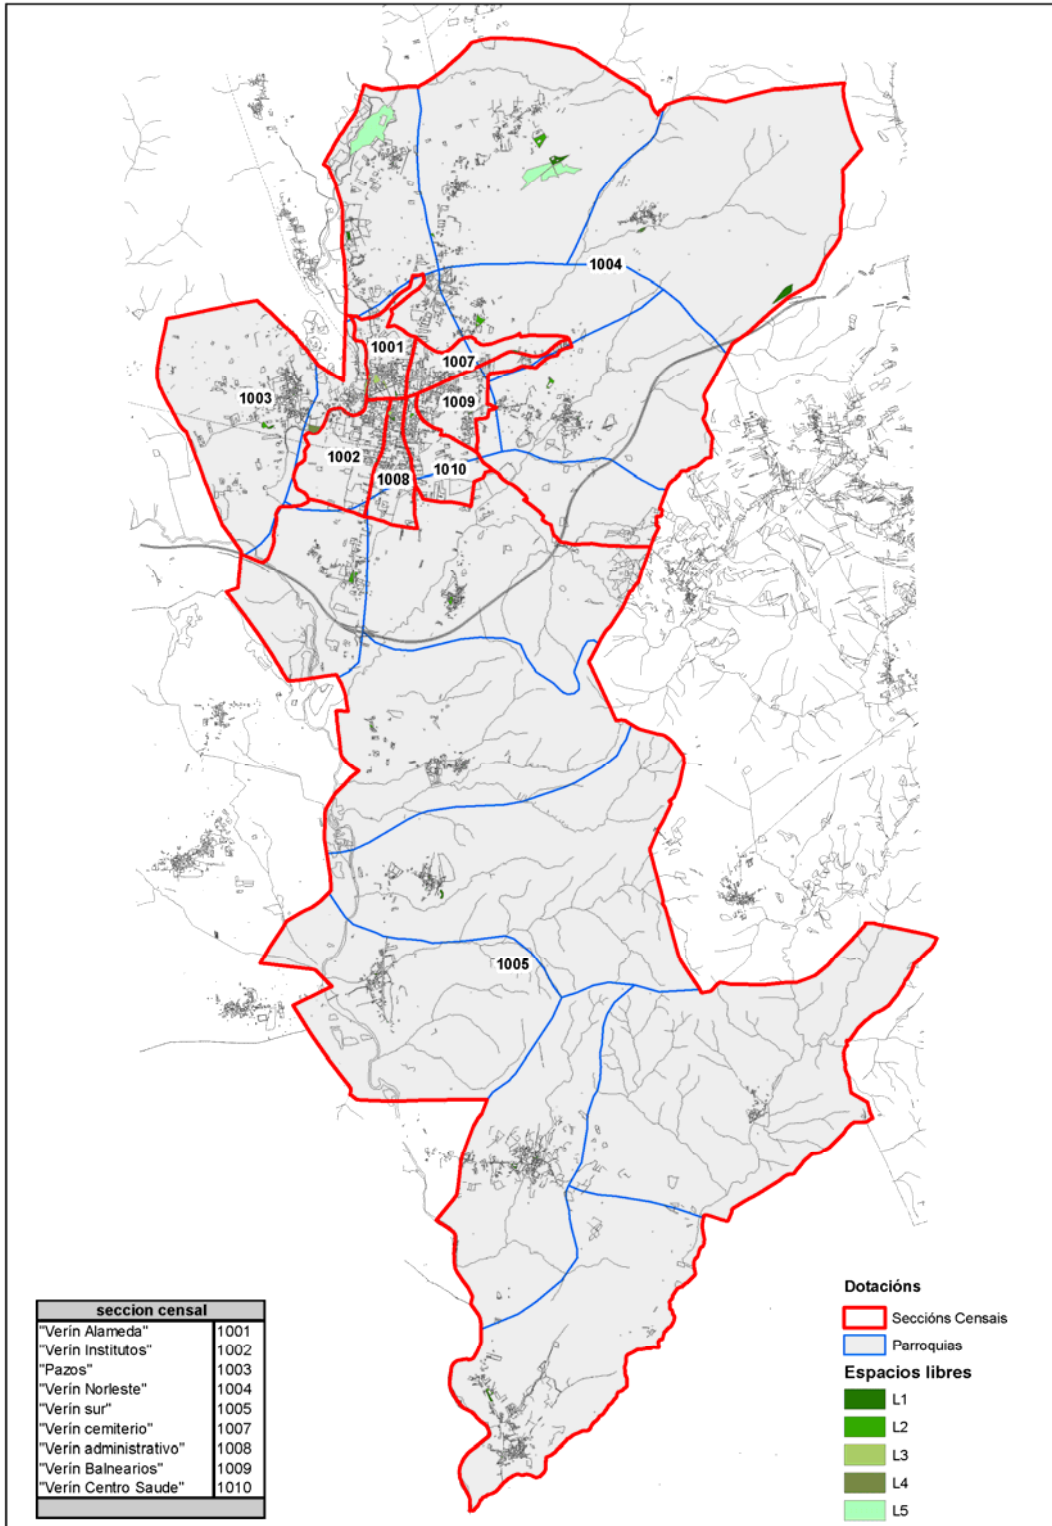 1004
1001
1007
1003
1009
1002
1010
1008
1005
seccion censal
"Verín Alameda" 1001
"Verín Institutos" 1002
"Pazos" 1003
"Verín Norleste" 1004
"Verín sur" 1005
"Verín cemiterio" 1007
"Verín administrativo" 1008
"Verín Balnearios" 1009
"Verín Centro Saude" 1010
Dotacións
Seccións Censais
Parroquias
Espacios libres
L1
L2
L3
L4
L5